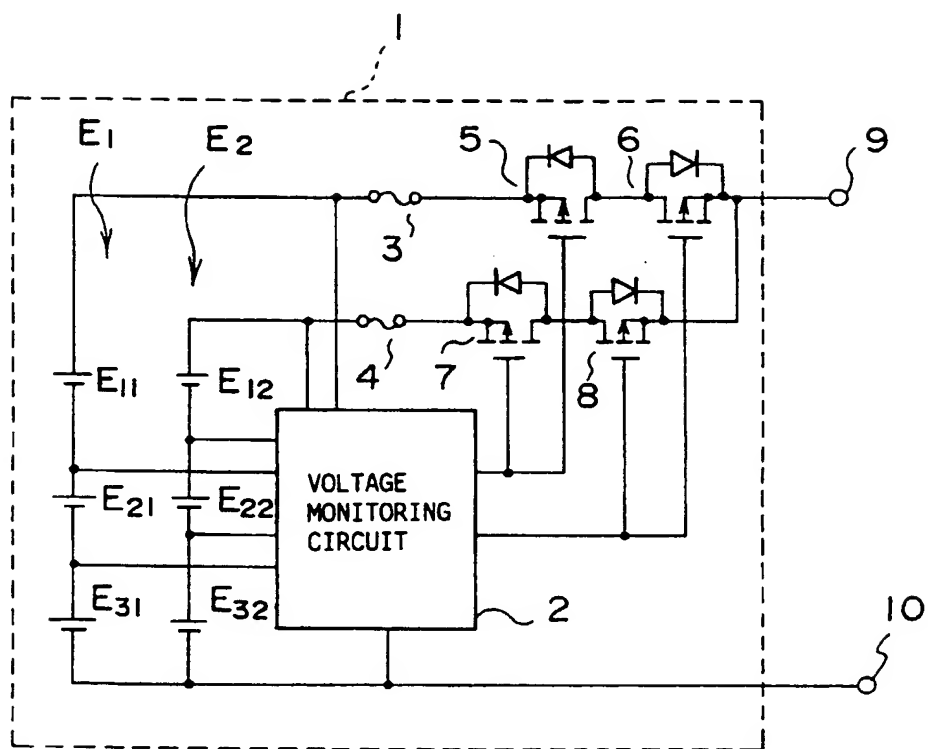 1
E1
E2
5
6
9
3
4
7
8
E11
E12
VOLTAGE
MONITORING
CIRCUIT
E21
E22
E31
E32
2
10